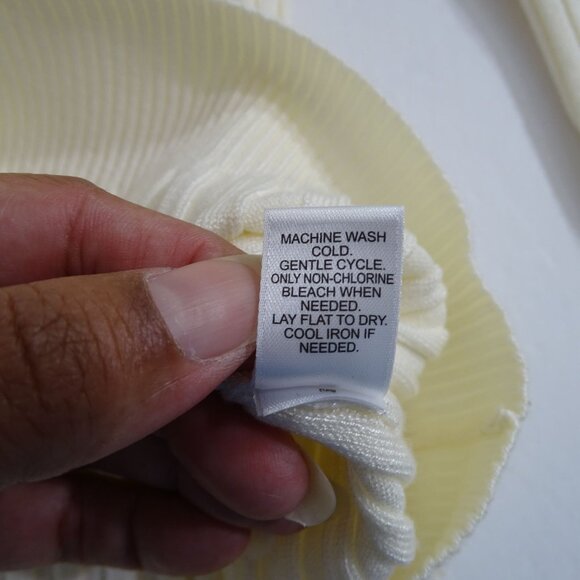 MACHINE WASH
COLD.
GENTLE CYCLE.
ONLY NON-CHLORINE
BLEACH WHEN
NEEDED.
LAY FLAT TO DRY.
COOL IRON IF
NEEDED.